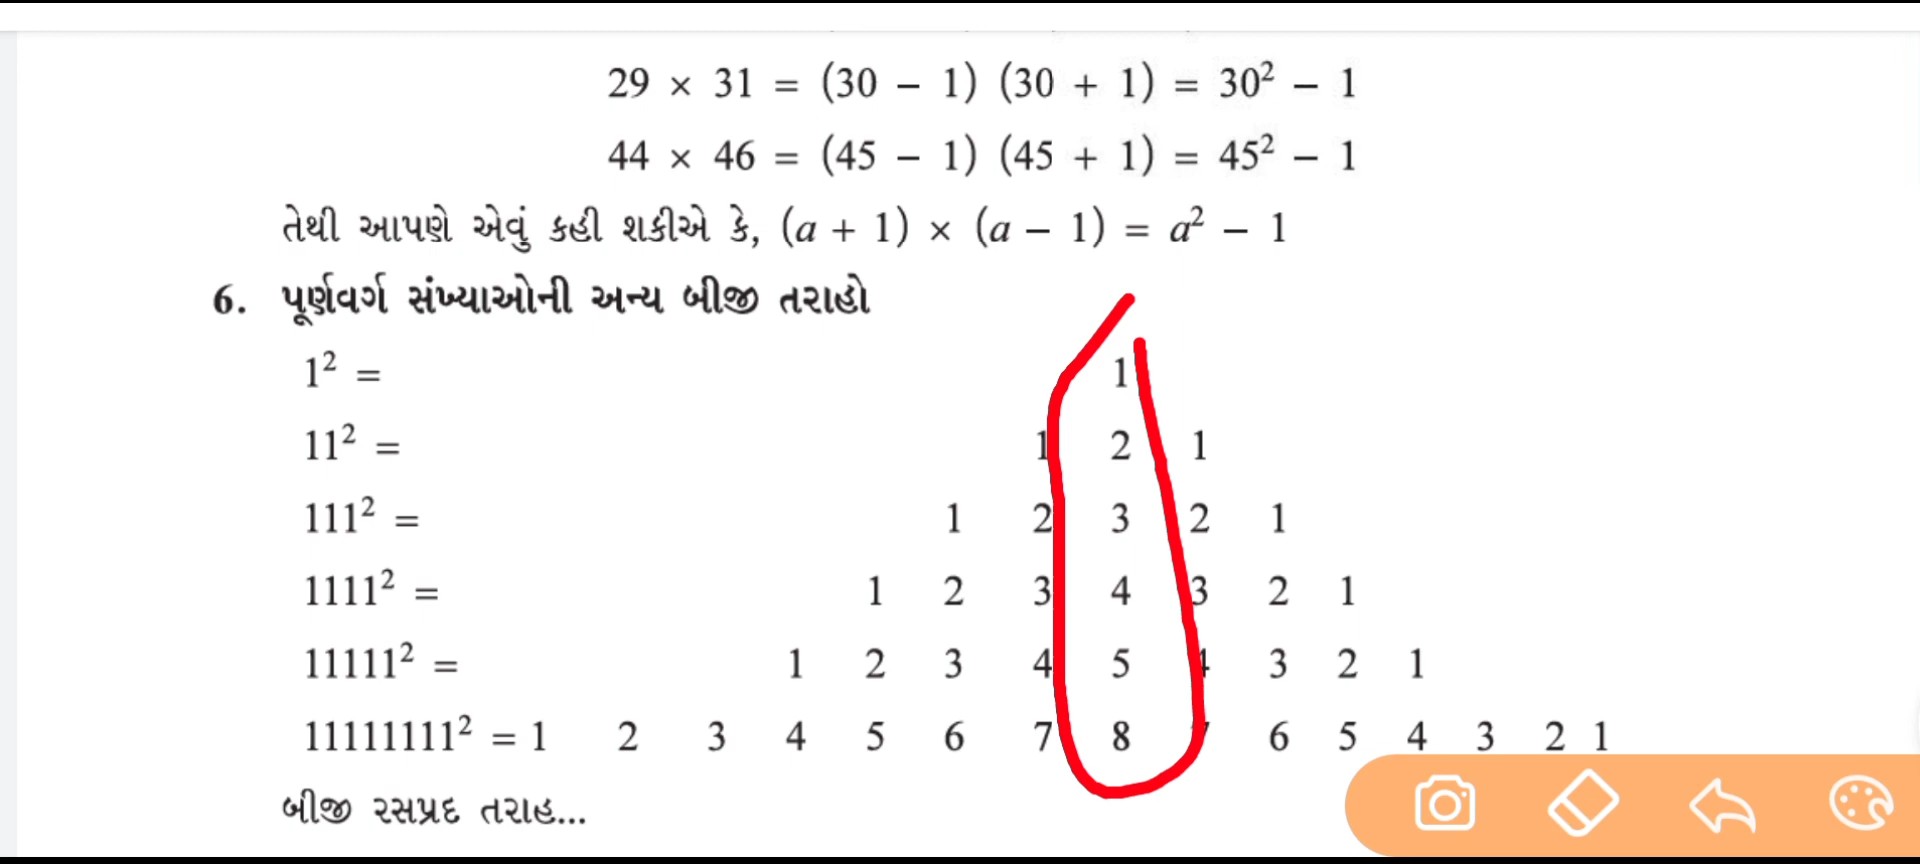 29 × 31 = (30 – 1) (30 + 1) = 30² – 1
44 × 46 = (45 – 1) (45 + 1) = 45² – 1
તેથી આપણે એવું કહી શકીએ કે, (a + 1) × (a – 1) = a² – 1
6. પૂર્ણવર્ગ સંખ્યાઓની અન્ય બીજી તરાહો
1² = 1
11² = 1 2 1
111² = 1 2 3 2 1
1111² = 1 2 3 4 3 2 1
11111² = 1 2 3 4 5 4 3 2 1
11111111² = 1 2 3 4 5 6 7 8 7 6 5 4 3 2 1
બીજી રસપ્રદ તરાહ...